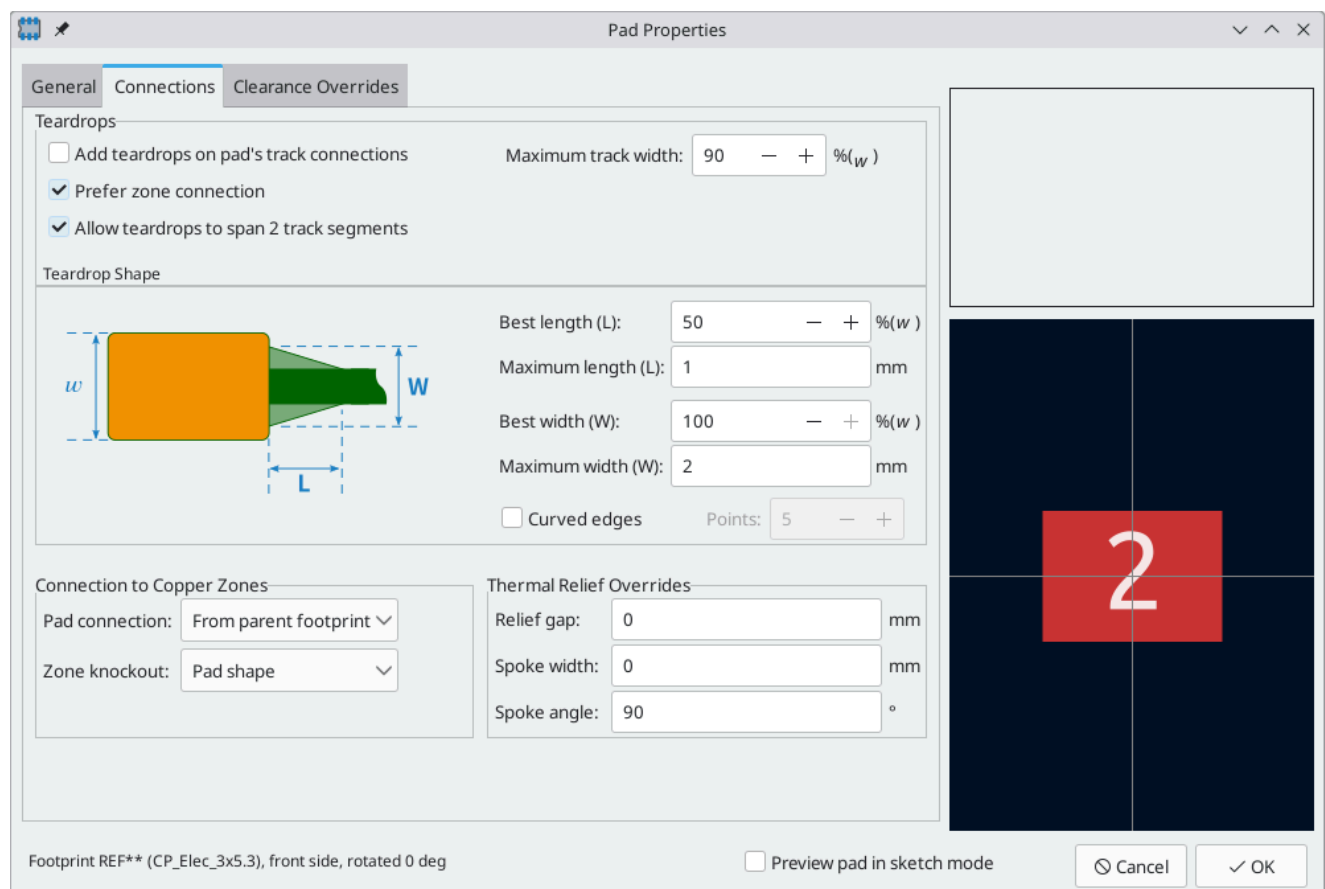 Pad Properties
General Connections Clearance Overrides
Teardrops
Add teardrops on pad's track connections
Maximum track width: 90 %(w)
Prefer zone connection
Allow teardrops to span 2 track segments
Teardrop Shape
w W L
Best length (L): 50 %(w)
Maximum length (L): 1 mm
Best width (W): 100 %(w)
Maximum width (W): 2 mm
Curved edges Points: 5
Connection to Copper Zones
Pad connection: From parent footprint
Zone knockout: Pad shape
Thermal Relief Overrides
Relief gap: 0 mm
Spoke width: 0 mm
Spoke angle: 90 °
2
Footprint REF** (CP_Elec_3x5.3), front side, rotated 0 deg
Preview pad in sketch mode
Cancel OK